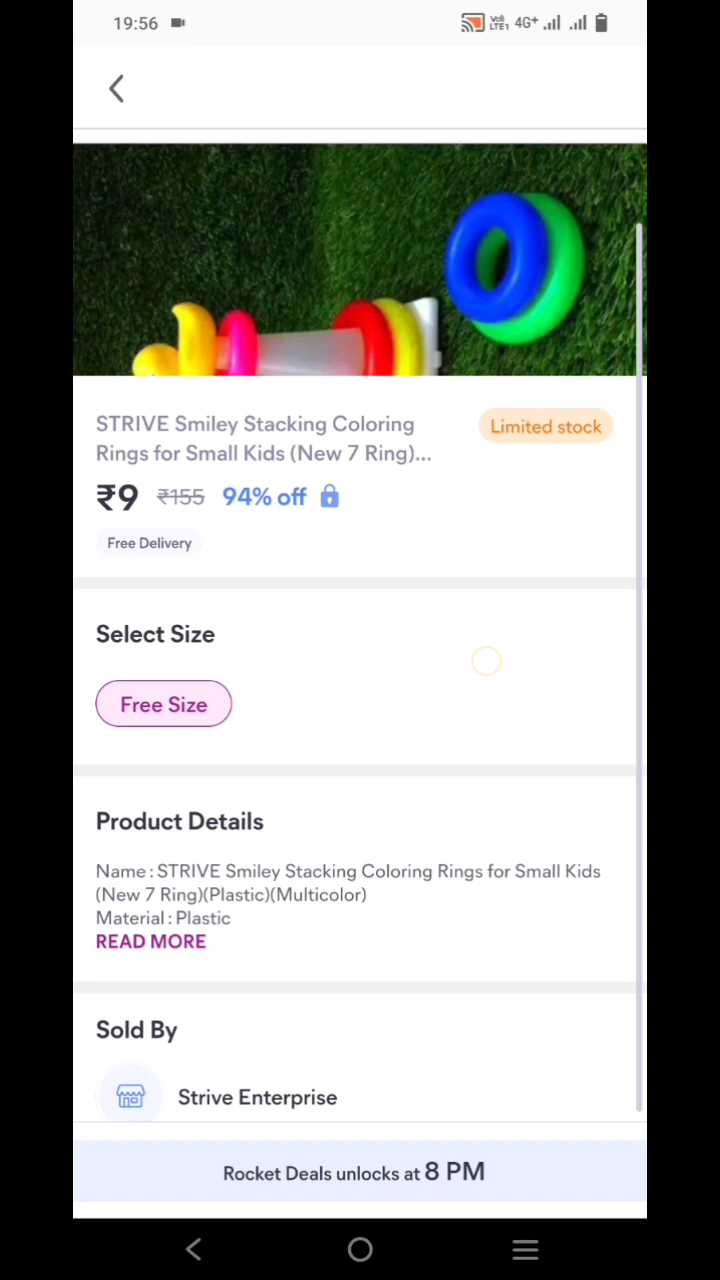 19:56
Vo)) LTE1 4G+
STRIVE Smiley Stacking Coloring
Rings for Small Kids (New 7 Ring)...
Limited stock
₹9 ₹155 94% off
Free Delivery
Select Size
Free Size
Product Details
Name : STRIVE Smiley Stacking Coloring Rings for Small Kids
(New 7 Ring)(Plastic)(Multicolor)
Material : Plastic
READ MORE
Sold By
Strive Enterprise
Rocket Deals unlocks at 8 PM